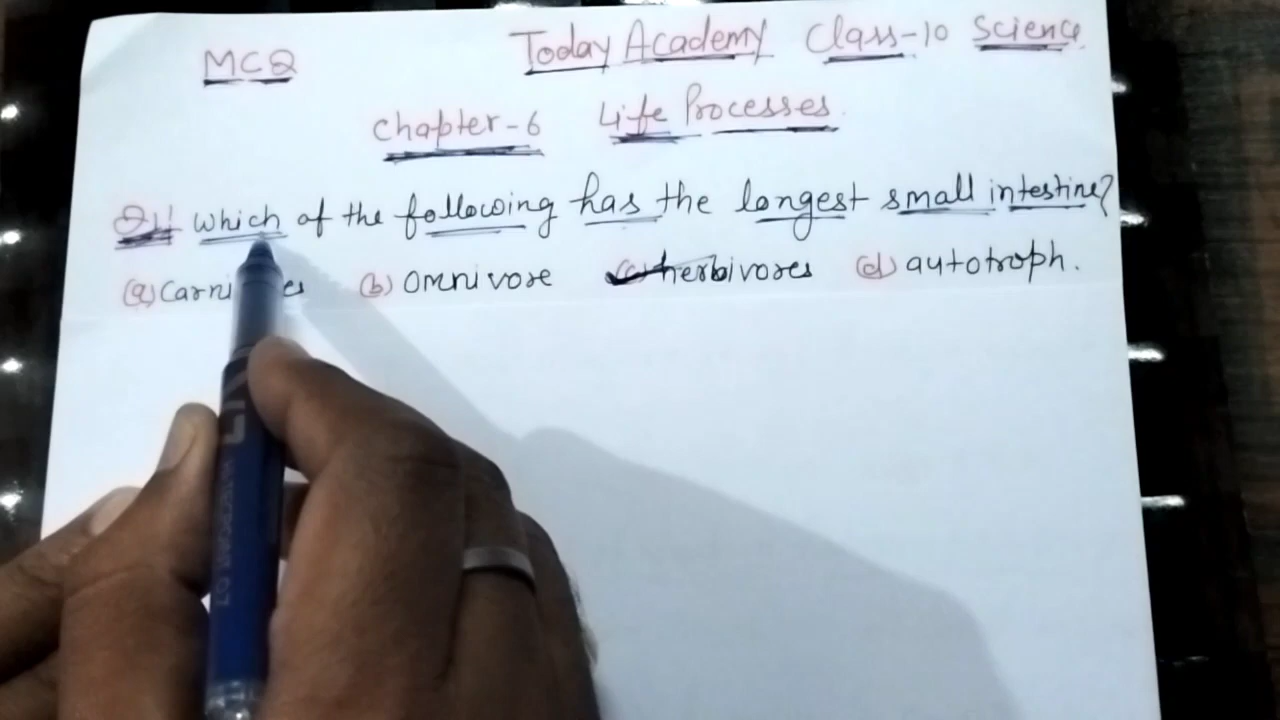 MCQ Today Academy Class-10 Science
Chapter-6 Life Processes.
Which of the following has the longest small intestine?
(b) Omnivore (c) herbivores (d) autotroph.